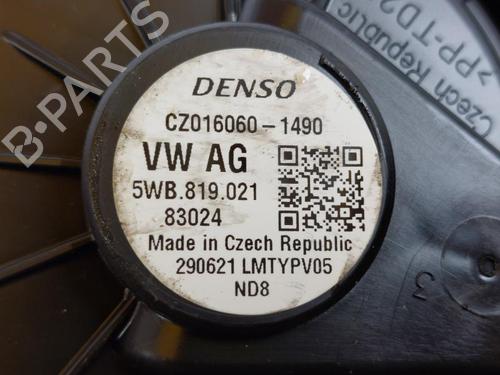 DENSO
CZ016060-1490
VW AG
5WB.819.021
83024
Made in Czech Republic
290621 LMTYPV05
ND8
Czech Republic
>PP-TD2
3
B-PARTS